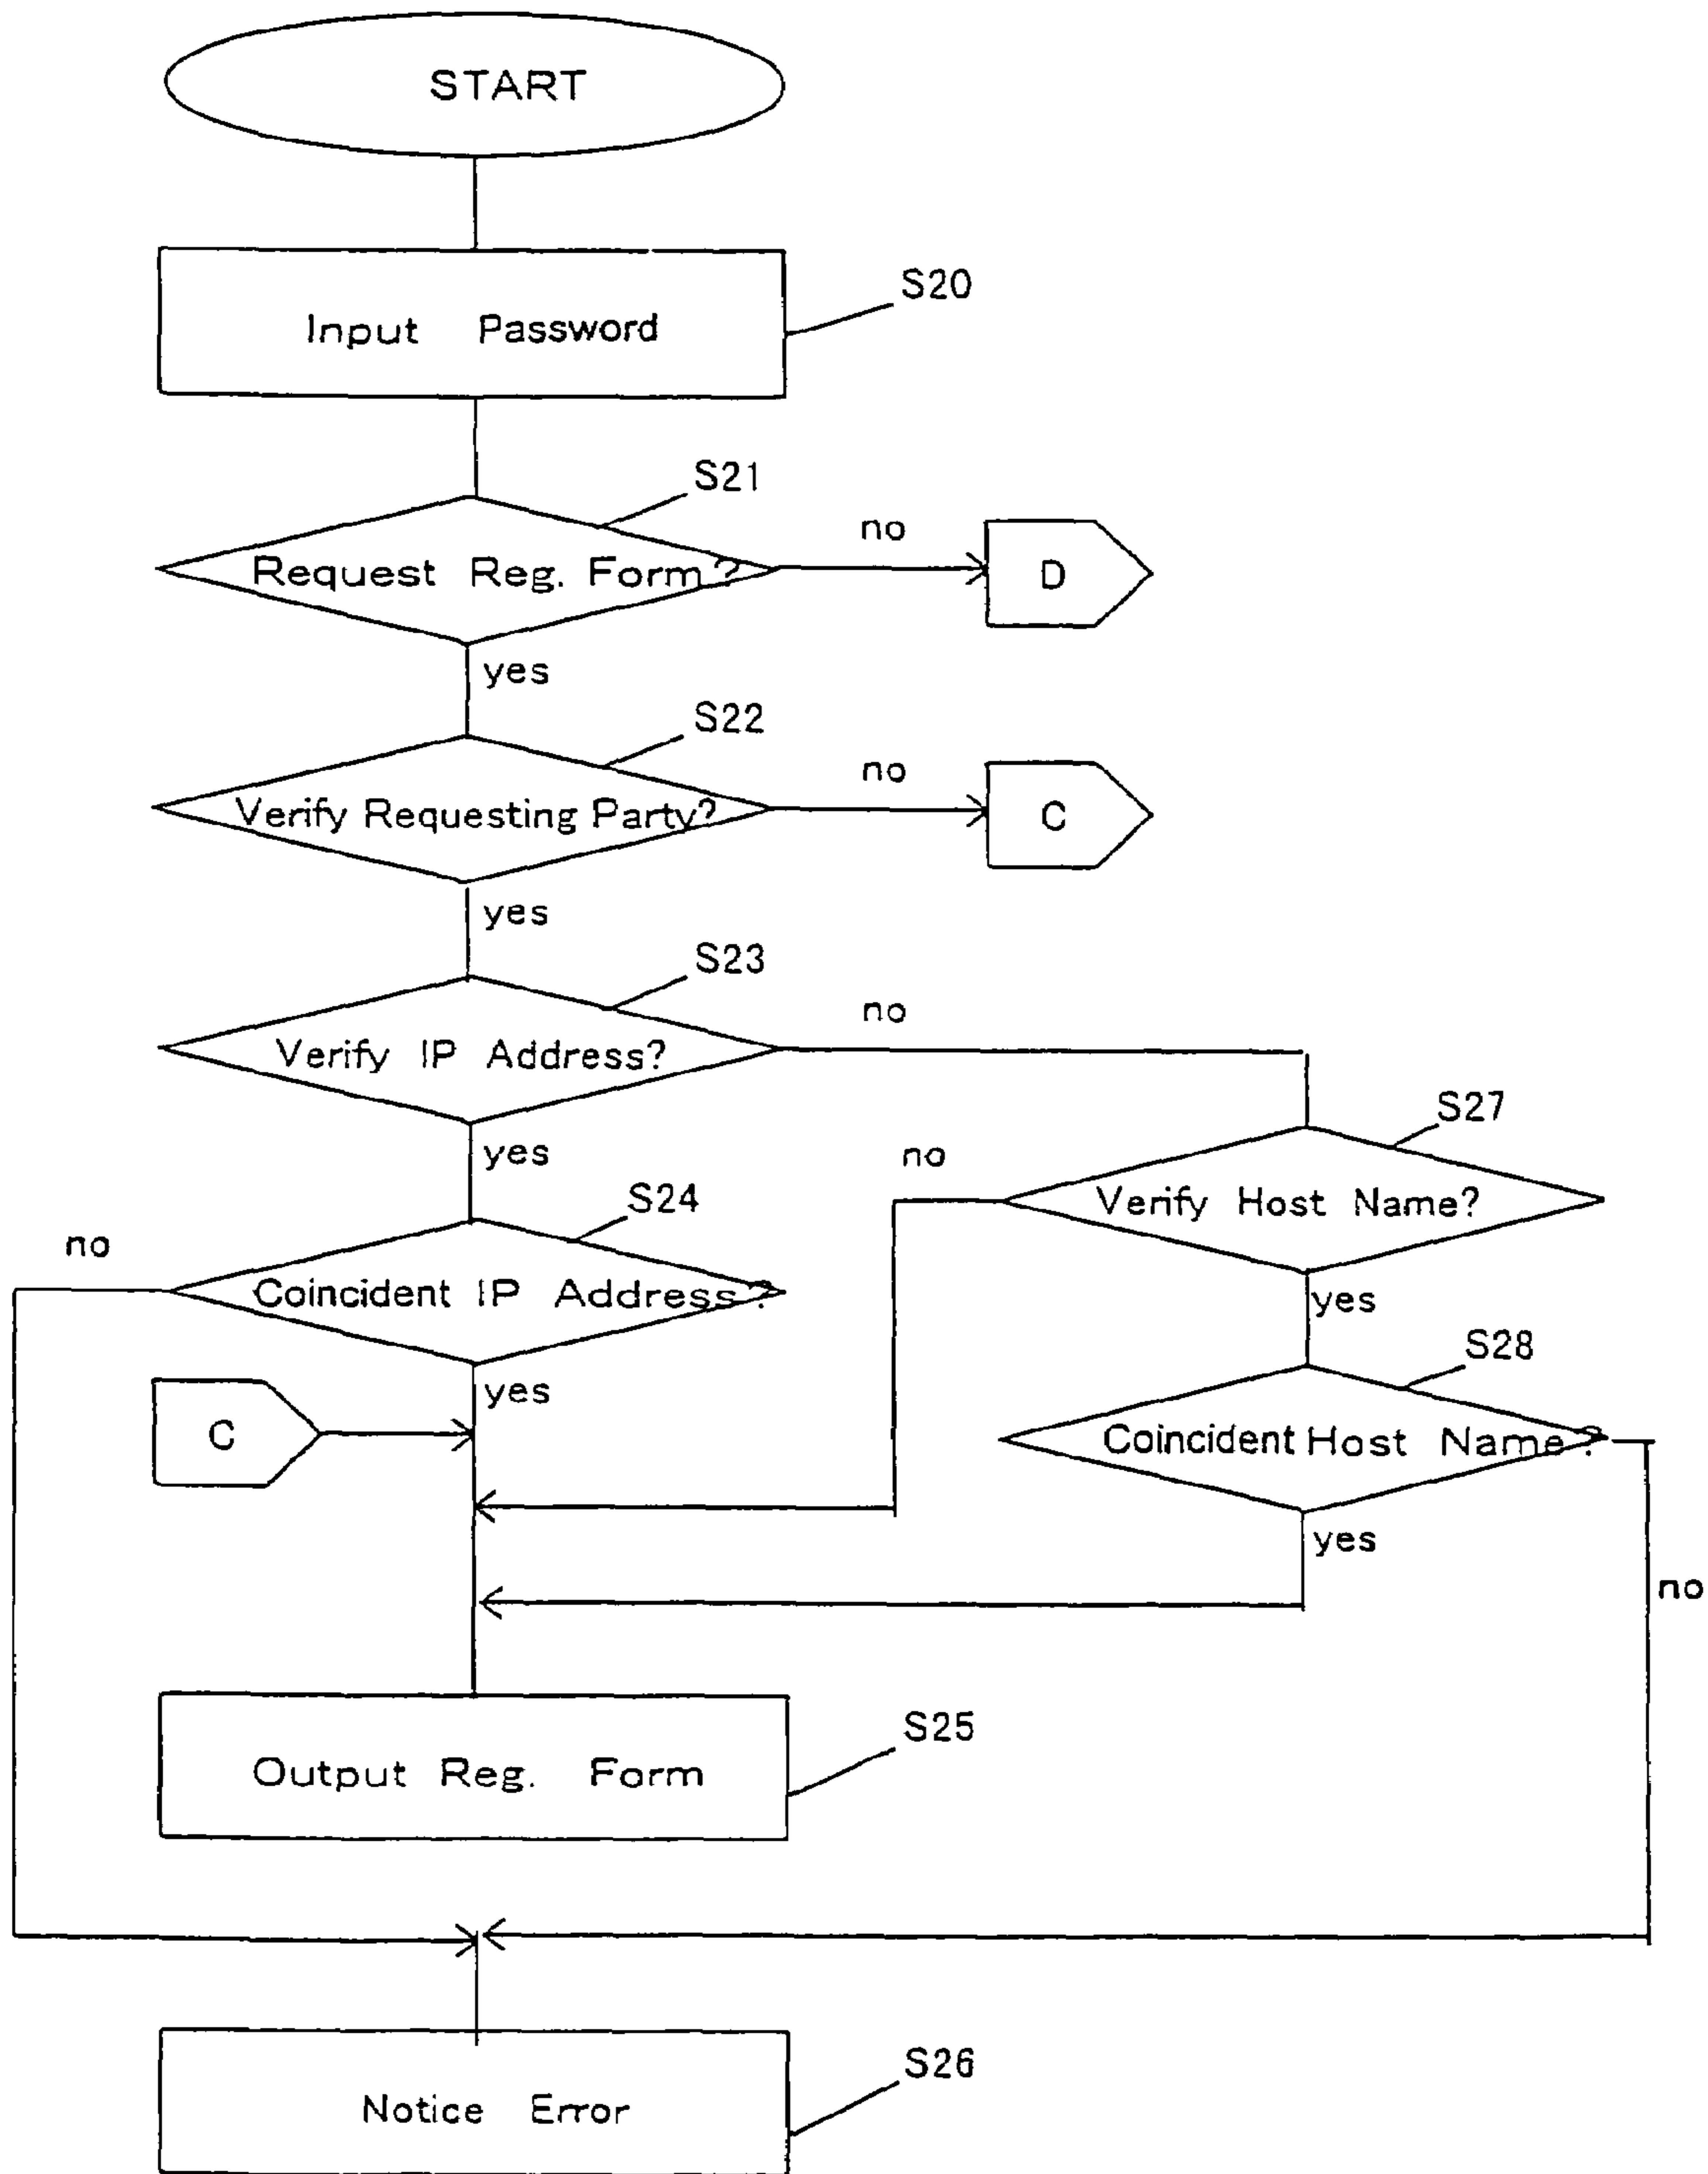 START
S20
Input Password
S21
no
Request Reg. Form?
D
yes
S22
no
Verify Requesting Party?
C
yes
S23
no
Verify IP Address?
S27
yes
no
Verify Host Name?
S24
no
Coincident IP Address?
yes
S28
yes
C
Coincident Host Name?
yes
no
S25
Output Reg. Form
S26
Notice Error